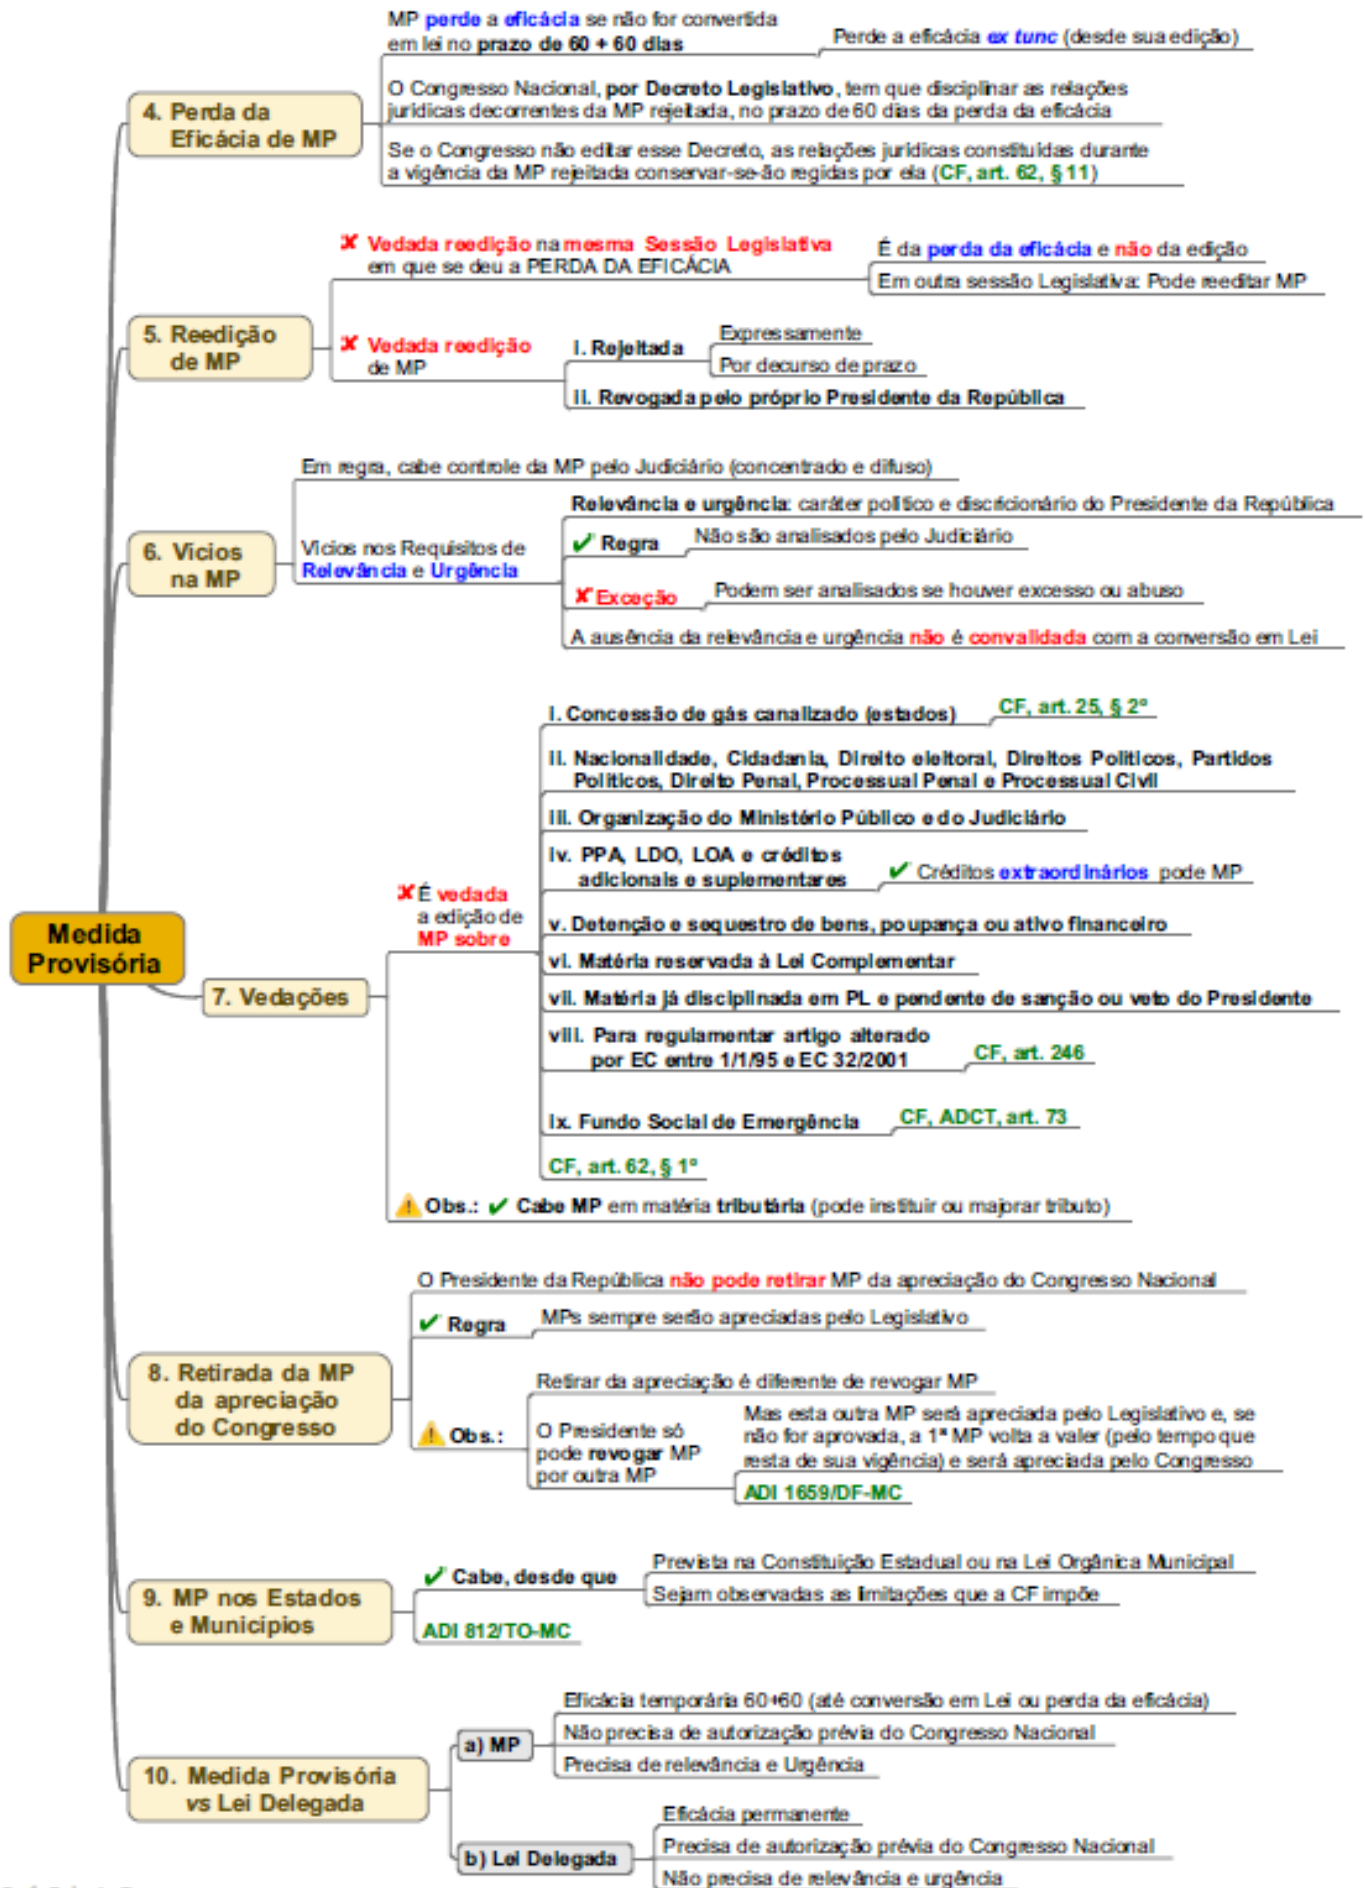 MP perde a eficácia se não for convertida
em lei no prazo de 60 + 60 dias
Perde a eficácia ex tunc (desde sua edição)
O Congresso Nacional, por Decreto Legislativo, tem que disciplinar as relações
jurídicas decorrentes da MP rejeitada, no prazo de 60 dias da perda da eficácia
4. Perda da
Eficácia de MP
Se o Congresso não editar esse Decreto, as relações jurídicas constituídas durante
a vigência da MP rejeitada conservar-se-ão regidas por ela (CF, art. 62, § 11)
✘ Vedada reedição na mesma Sessão Legislativa
em que se deu a PERDA DA EFICÁCIA
É da perda da eficácia e não da edição
Em outra sessão Legislativa: Pode reeditar MP
5. Reedição
de MP
✘ Vedada reedição
de MP
i. Rejeitada
Expressamente
Por decurso de prazo
ii. Revogada pelo próprio Presidente da República
Em regra, cabe controle da MP pelo Judiciário (concentrado e difuso)
6. Vícios
na MP
Vícios nos Requisitos de
Relevância e Urgência
Relevância e urgência: caráter político e discricionário do Presidente da República
✔ Regra
Não são analisados pelo Judiciário
✘ Exceção
Podem ser analisados se houver excesso ou abuso
A ausência da relevância e urgência não é convalidada com a conversão em Lei
Medida
Provisória
7. Vedações
✘ É vedada
a edição de
MP sobre
i. Concessão de gás canalizado (estados)
CF, art. 25, § 2º
ii. Nacionalidade, Cidadania, Direito eleitoral, Direitos Políticos, Partidos
Políticos, Direito Penal, Processual Penal e Processual Civil
iii. Organização do Ministério Público e do Judiciário
iv. PPA, LDO, LOA e créditos
adicionais e suplementares
✔ Créditos extraordinários pode MP
v. Detenção e sequestro de bens, poupança ou ativo financeiro
vi. Matéria reservada à Lei Complementar
vii. Matéria já disciplinada em PL e pendente de sanção ou veto do Presidente
viii. Para regulamentar artigo alterado
por EC entre 1/1/95 e EC 32/2001
CF, art. 246
ix. Fundo Social de Emergência
CF, ADCT, art. 73
CF, art. 62, § 1º
Obs.: ✔ Cabe MP em matéria tributária (pode instituir ou majorar tributo)
8. Retirada da MP
da apreciação
do Congresso
O Presidente da República não pode retirar MP da apreciação do Congresso Nacional
✔ Regra
MPs sempre serão apreciadas pelo Legislativo
Obs.:
Retirar da apreciação é diferente de revogar MP
O Presidente só
pode revogar MP
por outra MP
Mas esta outra MP será apreciada pelo Legislativo e, se
não for aprovada, a 1ª MP volta a valer (pelo tempo que
resta de sua vigência) e será apreciada pelo Congresso
ADI 1659/DF-MC
9. MP nos Estados
e Municípios
✔ Cabe, desde que
Prevista na Constituição Estadual ou na Lei Orgânica Municipal
Sejam observadas as limitações que a CF impõe
ADI 812/TO-MC
10. Medida Provisória
vs Lei Delegada
a) MP
Eficácia temporária 60+60 (até conversão em Lei ou perda da eficácia)
Não precisa de autorização prévia do Congresso Nacional
Precisa de relevância e Urgência
b) Lei Delegada
Eficácia permanente
Precisa de autorização prévia do Congresso Nacional
Não precisa de relevância e urgência